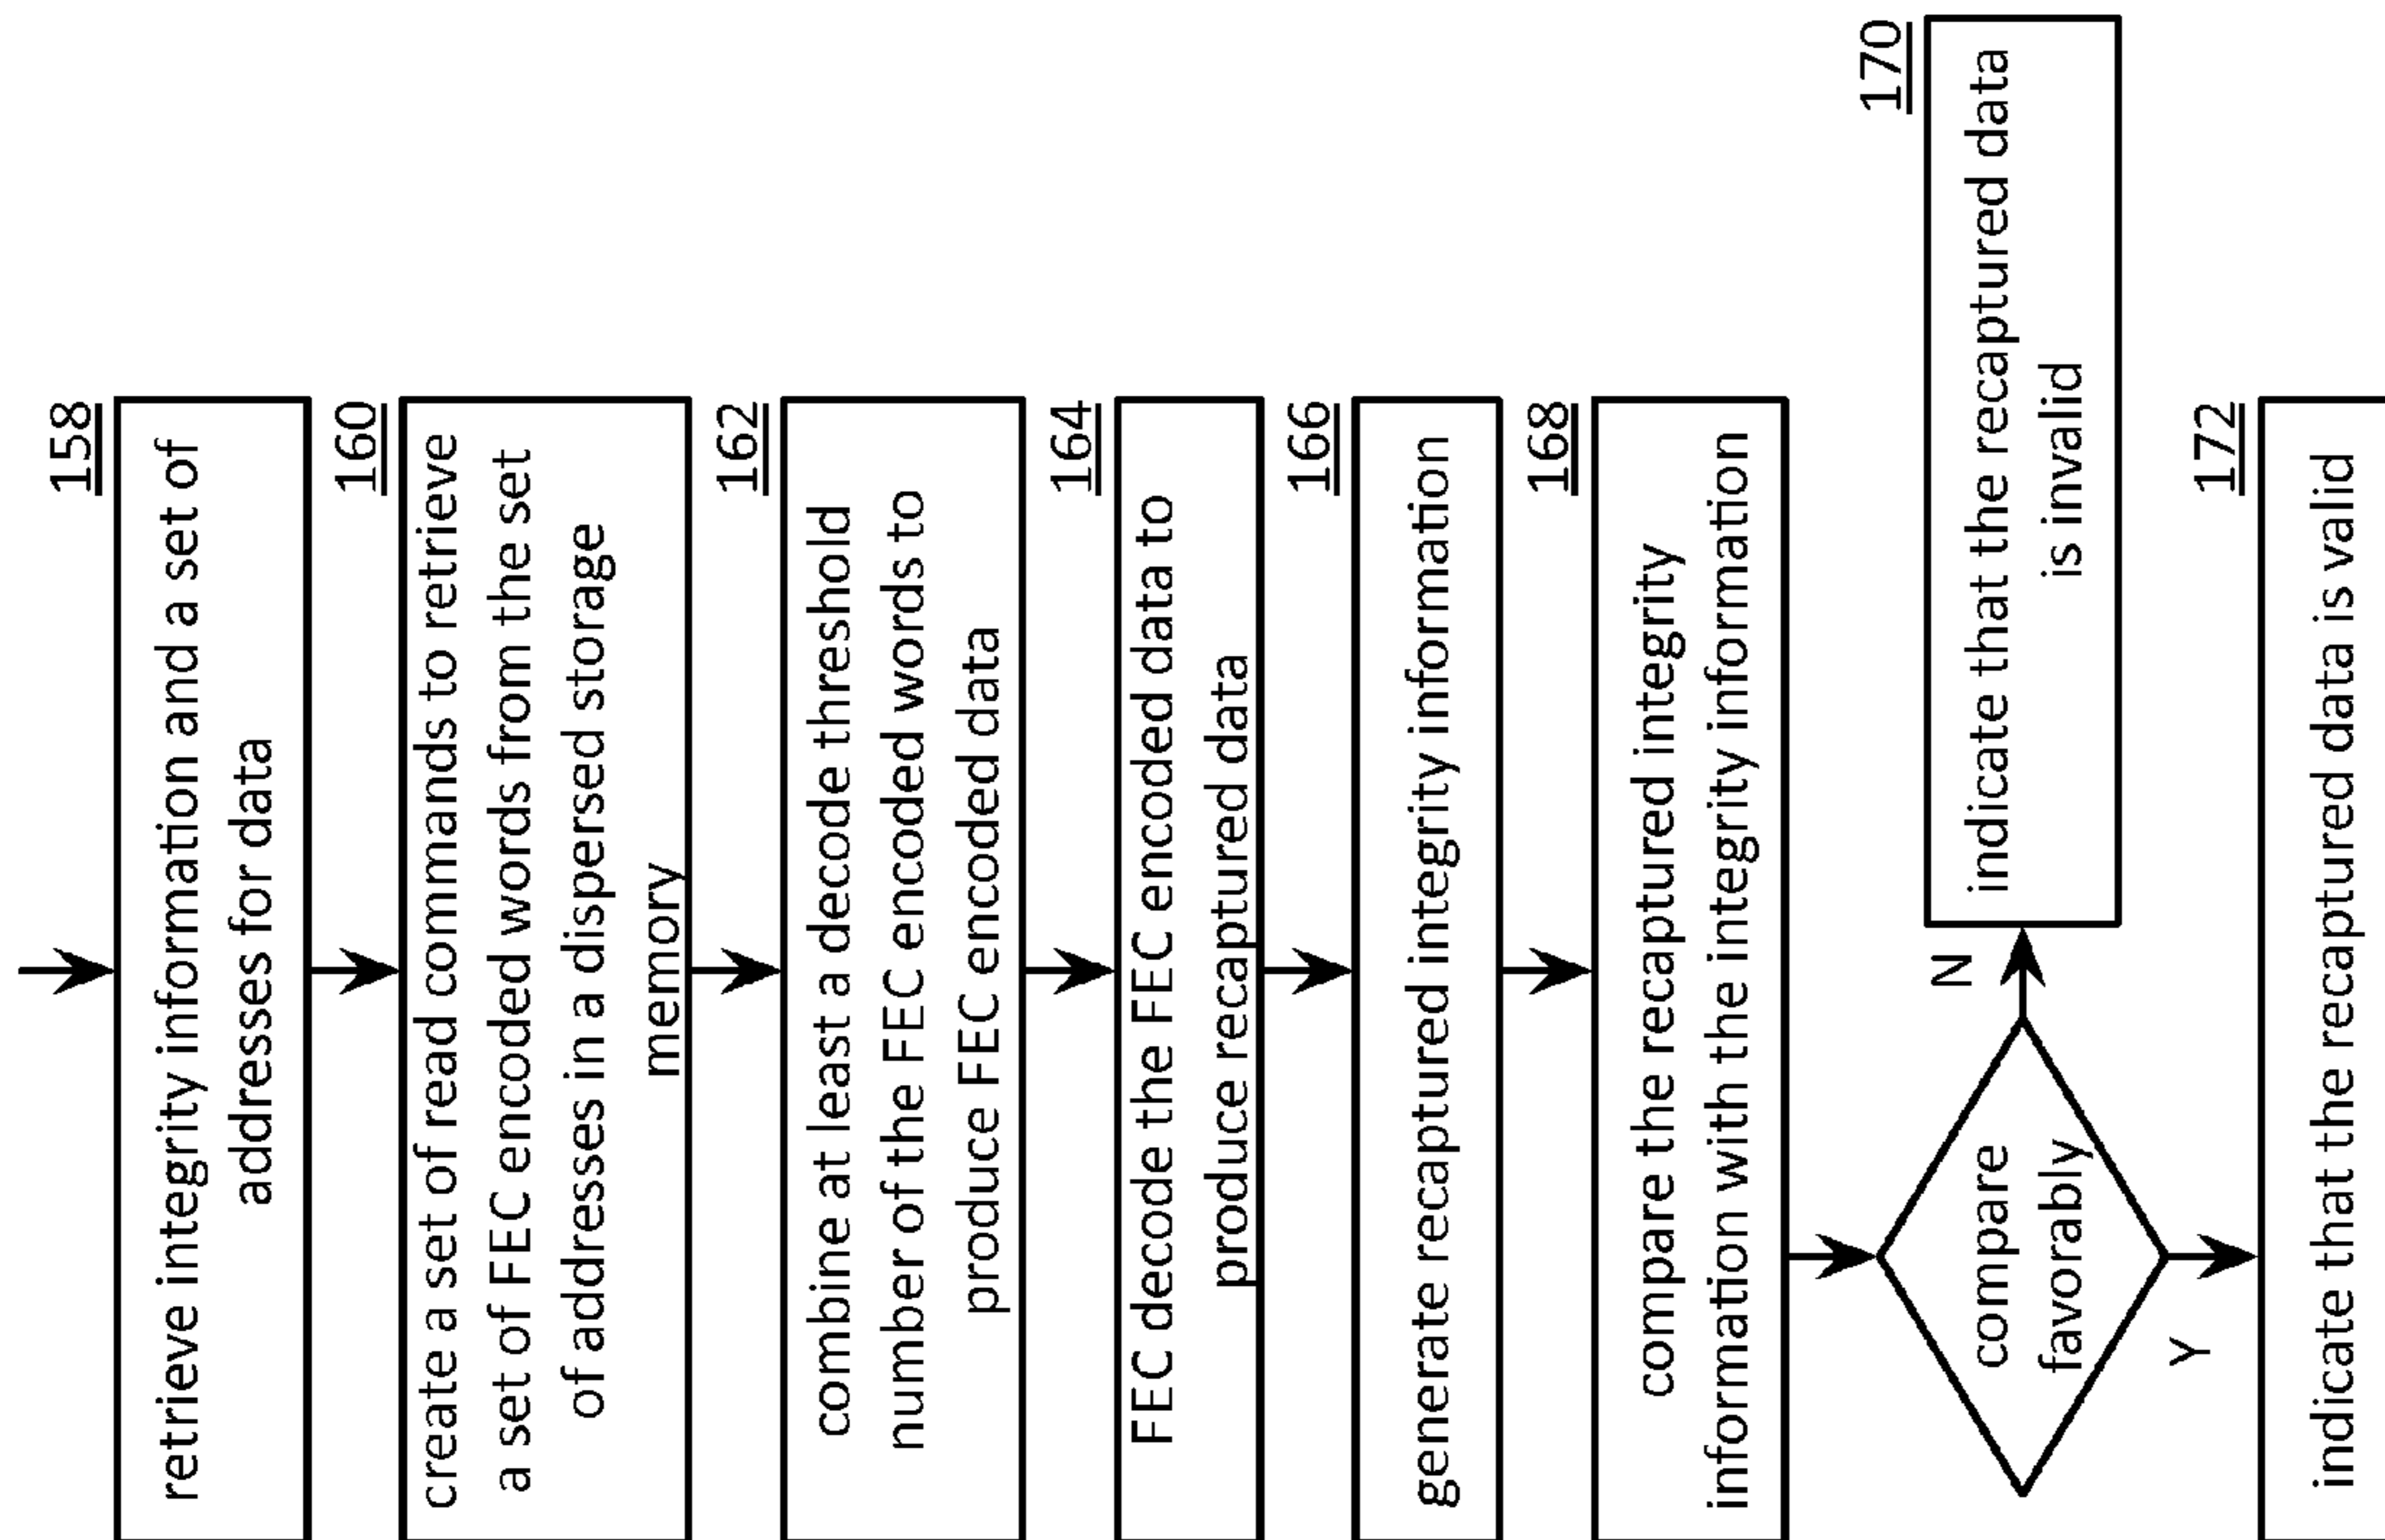 158
retrieve integrity information and a set of
addresses for data
160
create a set of read commands to retrieve
a set of FEC encoded words from the set
of addresses in a dispersed storage
memory
162
combine at least a decode threshold
number of the FEC encoded words to
produce FEC encoded data
164
FEC decode the FEC encoded data to
produce recaptured data
166
generate recaptured integrity information
168
compare the recaptured integrity
information with the integrity information
compare
favorably
N
170
indicate that the recaptured data
is invalid
Y
172
indicate that the recaptured data is valid